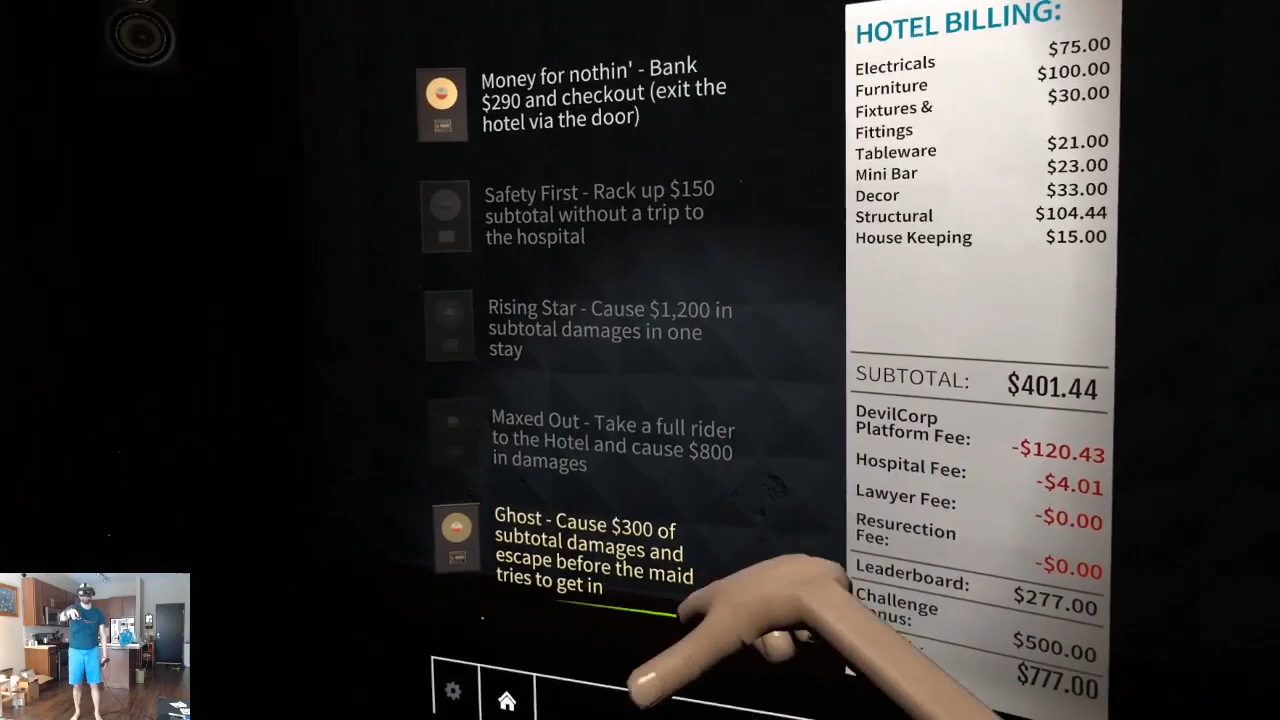 Money for nothin' - Bank
$290 and checkout (exit the
hotel via the door)
Safety First - Rack up $150
subtotal without a trip to
the hospital
Rising Star - Cause $1,200 in
subtotal damages in one
stay
Maxed Out - Take a full rider
to the Hotel and cause $800
in damages
Ghost - Cause $300 of
subtotal damages and
escape before the maid
tries to get in
HOTEL BILLING:
Electricals $75.00
Furniture $100.00
Fixtures & $30.00
Fittings
Tableware $21.00
Mini Bar $23.00
Decor $33.00
Structural $104.44
House Keeping $15.00
SUBTOTAL: $401.44
DevilCorp
Platform Fee: -$120.43
Hospital Fee: -$4.01
Lawyer Fee: -$0.00
Resurection
Fee: -$0.00
Leaderboard: $277.00
Challenge
$500.00
$777.00